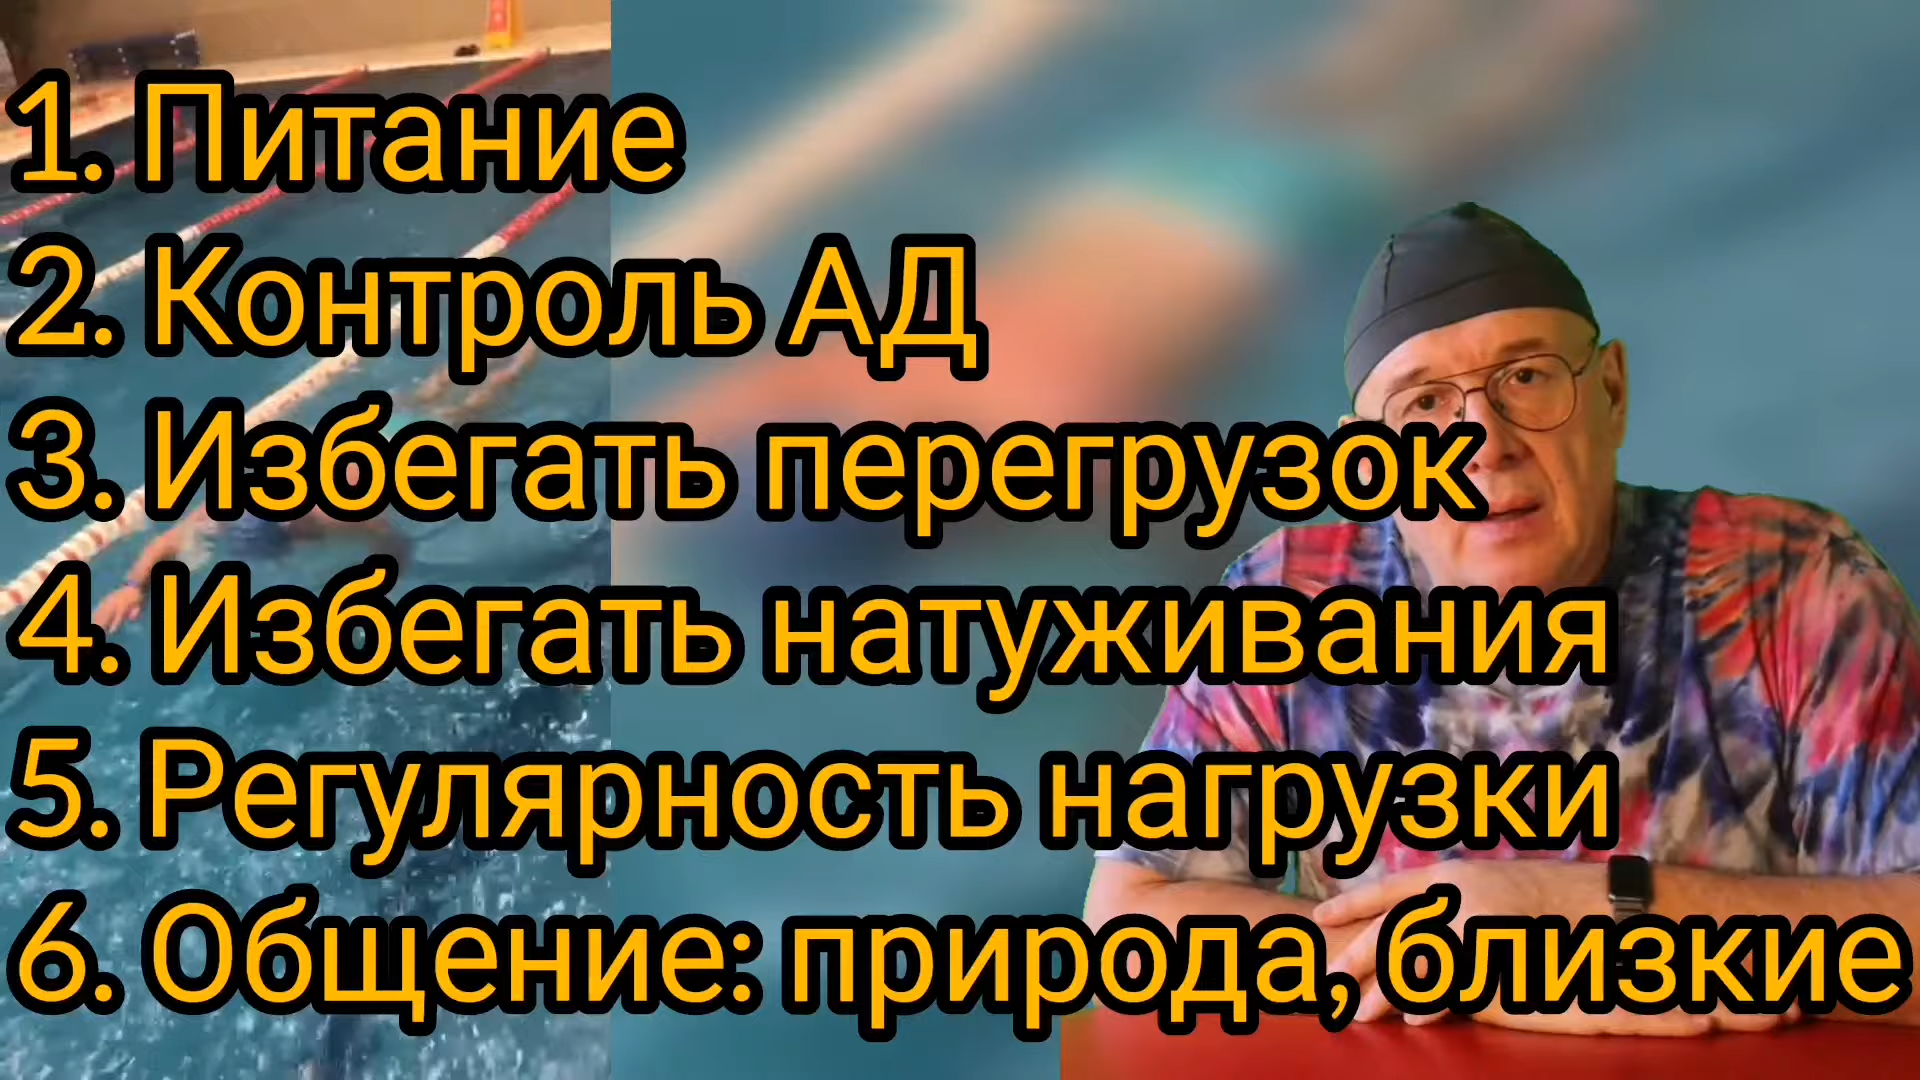 1. Питание
2. Контроль АД
3. Избегать перегрузок
4. Избегать натуживания
5. Регулярность нагрузки
6. Общение: природа, близкие